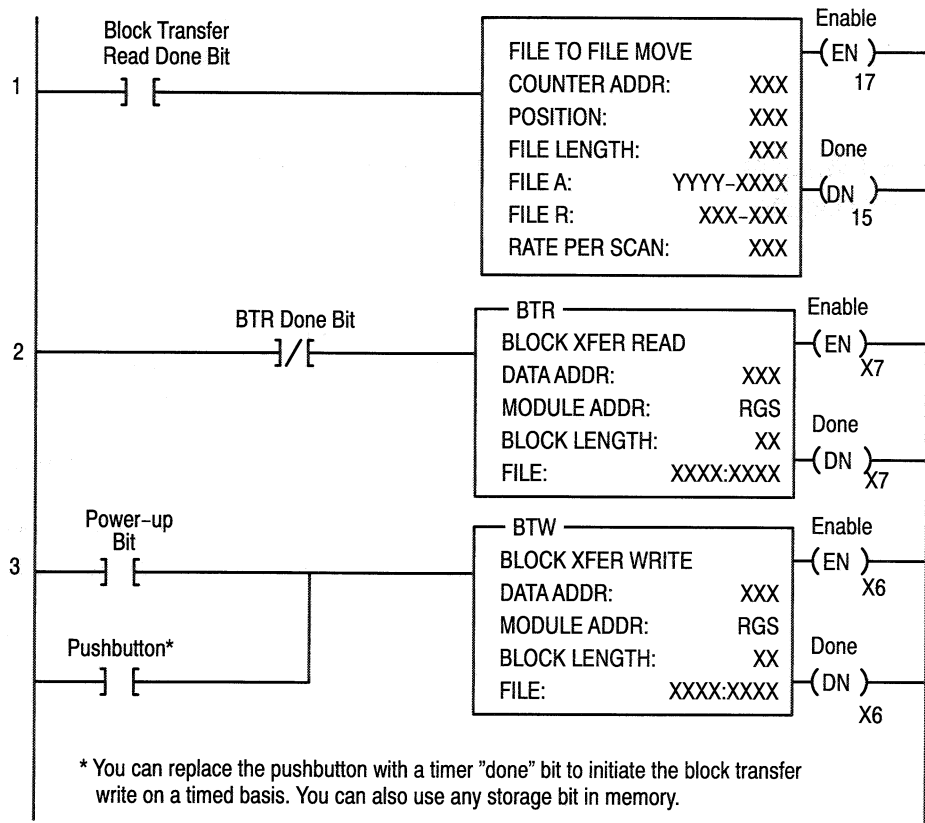 Block Transfer
Read Done Bit
1
FILE TO FILE MOVE
COUNTER ADDR: XXX
POSITION: XXX
FILE LENGTH: XXX
FILE A: YYYY-XXXX
FILE R: XXX-XXX
RATE PER SCAN: XXX
Enable
(EN)
17
Done
(DN)
15
2
BTR Done Bit
BTR
BLOCK XFER READ
DATA ADDR: XXX
MODULE ADDR: RGS
BLOCK LENGTH: XX
FILE: XXXX:XXXX
Enable
(EN)
X7
Done
(DN)
X7
Power-up
Bit
3
Pushbutton*
BTW
BLOCK XFER WRITE
DATA ADDR: XXX
MODULE ADDR: RGS
BLOCK LENGTH: XX
FILE: XXXX:XXXX
Enable
(EN)
X6
Done
(DN)
X6
* You can replace the pushbutton with a timer "done" bit to initiate the block transfer
write on a timed basis. You can also use any storage bit in memory.